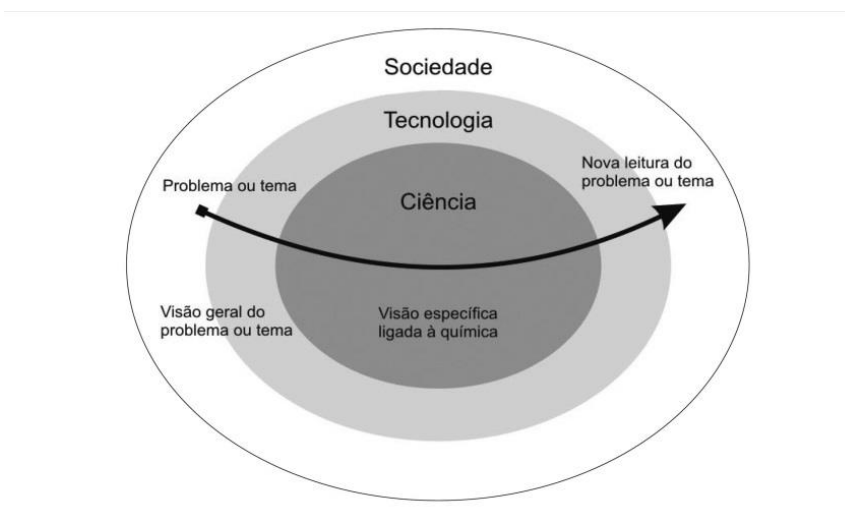 Sociedade
Tecnologia
Nova leitura do
problema ou tema
Problema ou tema
Ciência
Visão geral do
problema ou tema
Visão específica
ligada à química